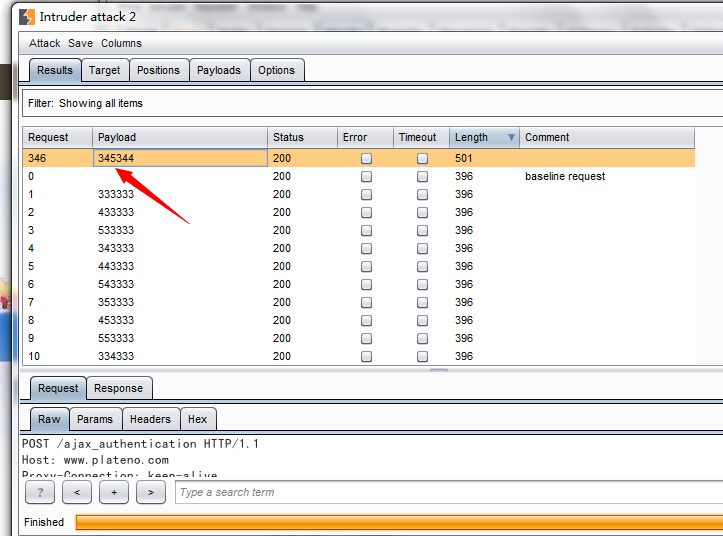 Intruder attack 2
Attack Save Columns
Results Target Positions Payloads Options
Filter: Showing all items
Request Payload Status Error Timeout Length Comment
346 345344 200 501
0 200 396 baseline request
1 333333 200 396
2 433333 200 396
3 533333 200 396
4 343333 200 396
5 443333 200 396
6 543333 200 396
7 353333 200 396
8 453333 200 396
9 553333 200 396
10 334333 200 396
Request Response
Raw Params Headers Hex
POST /ajax_authentication HTTP/1.1
Host: www.plateno.com
Proxy-Connection: keep-alive
? < + > Type a search term
Finished